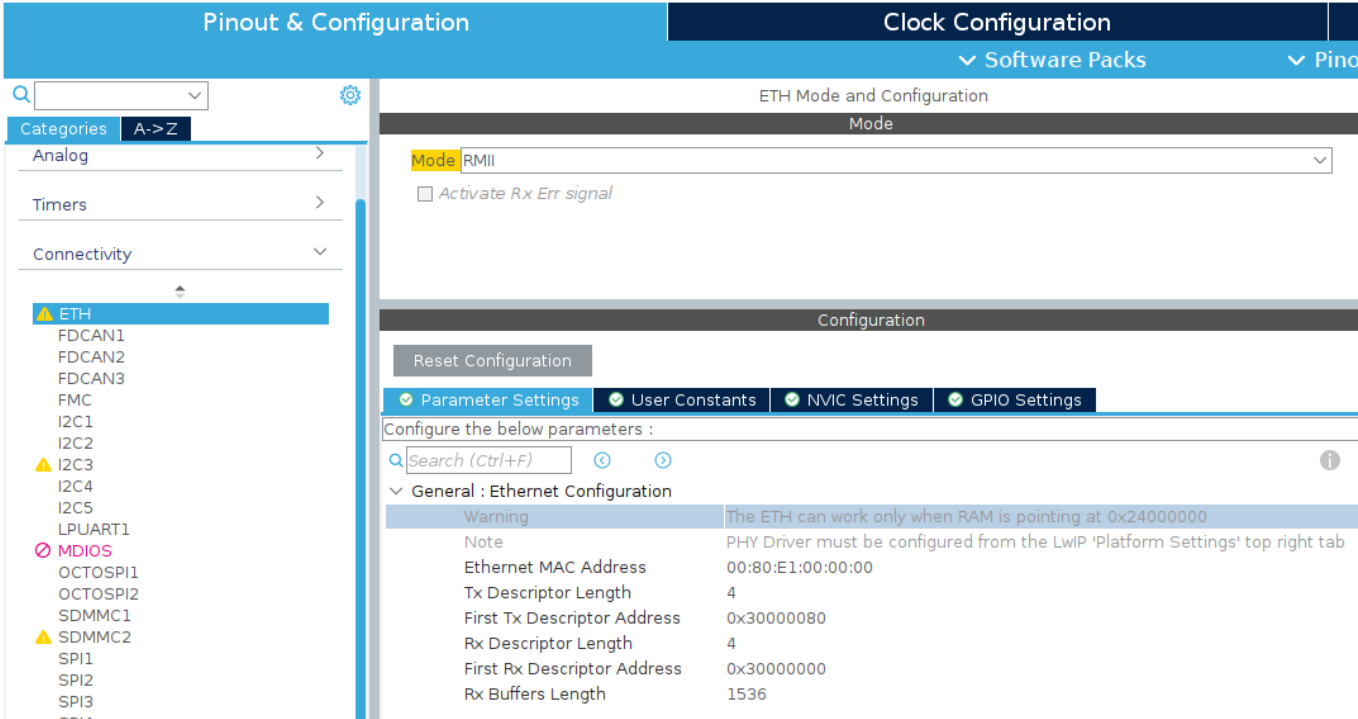 Pinout & Configuration
Clock Configuration
Software Packs
Pino
Categories
A->Z
Analog
Timers
Connectivity
ETH
FDCAN1
FDCAN2
FDCAN3
FMC
I2C1
I2C2
I2C3
I2C4
I2C5
LPUART1
MDIOS
OCTOSPI1
OCTOSPI2
SDMMC1
SDMMC2
SPI1
SPI2
SPI3
ETH Mode and Configuration
Mode
Mode RMII
Activate Rx Err signal
Configuration
Reset Configuration
Parameter Settings
User Constants
NVIC Settings
GPIO Settings
Configure the below parameters :
Search (Ctrl+F)
General : Ethernet Configuration
Warning The ETH can work only when RAM is pointing at 0x24000000
Note PHY Driver must be configured from the LwIP 'Platform Settings' top right tab
Ethernet MAC Address 00:80:E1:00:00:00
Tx Descriptor Length 4
First Tx Descriptor Address 0x30000080
Rx Descriptor Length 4
First Rx Descriptor Address 0x30000000
Rx Buffers Length 1536